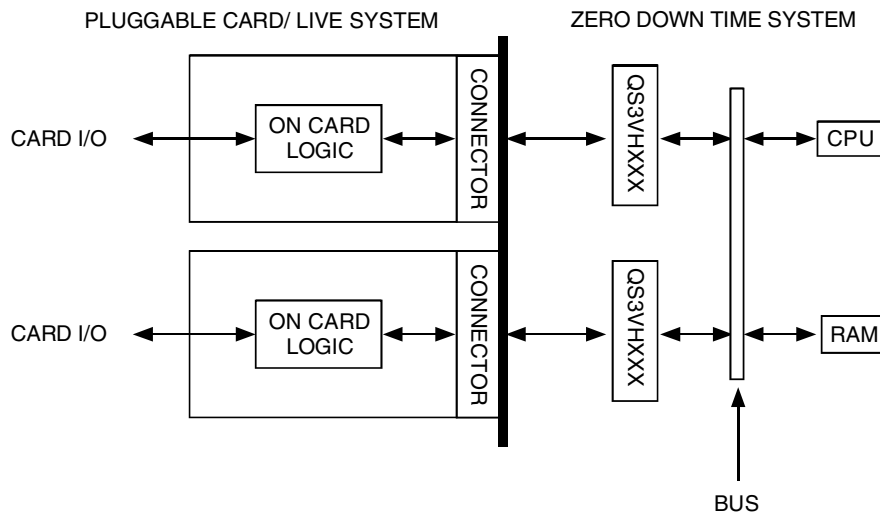 PLUGGABLE CARD/ LIVE SYSTEM
ZERO DOWN TIME SYSTEM
CARD I/O
ON CARD
LOGIC
CONNECTOR
QS3VHXXX
CPU
CARD I/O
ON CARD
LOGIC
CONNECTOR
QS3VHXXX
RAM
BUS